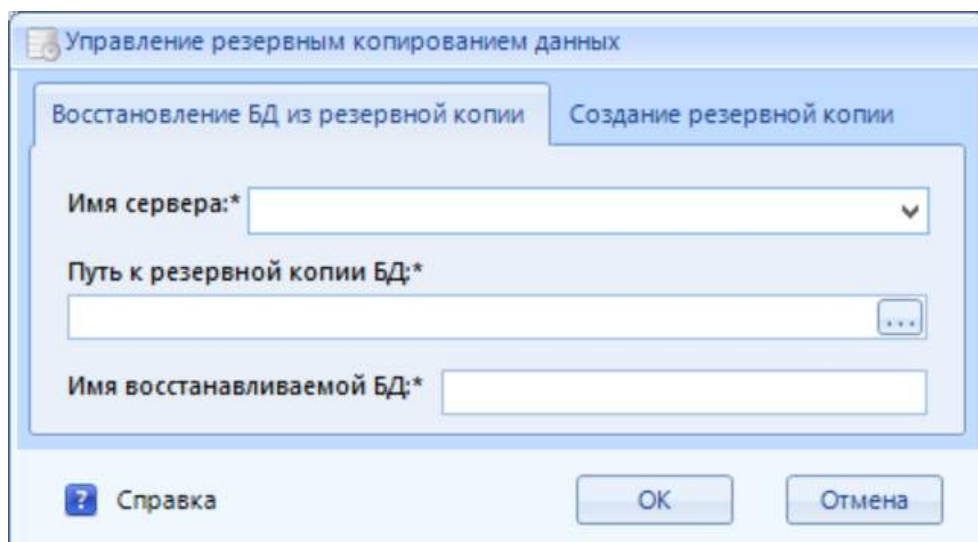 Управление резервным копированием данных
Восстановление БД из резервной копии
Создание резервной копии
Имя сервера:*
Путь к резервной копии БД:*
...
Имя восстанавливаемой БД:*
? Справка
ОК
Отмена